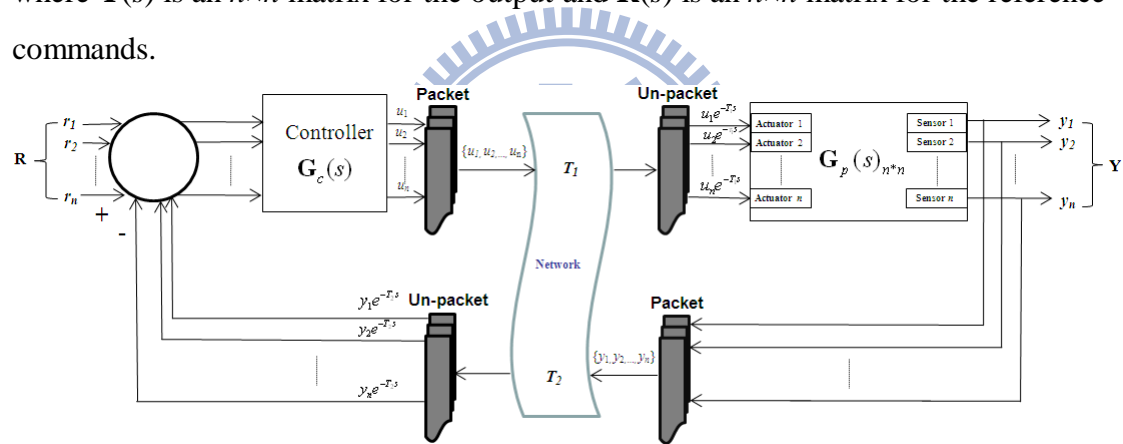 where Y(s) is an n×n matrix for the output and R(s) is an n×n matrix for the reference
commands.
Packet
Un-packet
R
r1
r2
rn
+
-
Controller
Gc(s)
u1
u2
un
{u1, u2,..., un}
T1
Network
T2
u1e^-T1s
u2e^-T1s
une^-T1s
Actuator 1
Actuator 2
Actuator n
Gp(s)n*n
Sensor 1
Sensor 2
Sensor n
y1
y2
yn
Y
y1e^-T2s
y2e^-T2s
yne^-T2s
Un-packet
{y1, y2,..., yn}
Packet